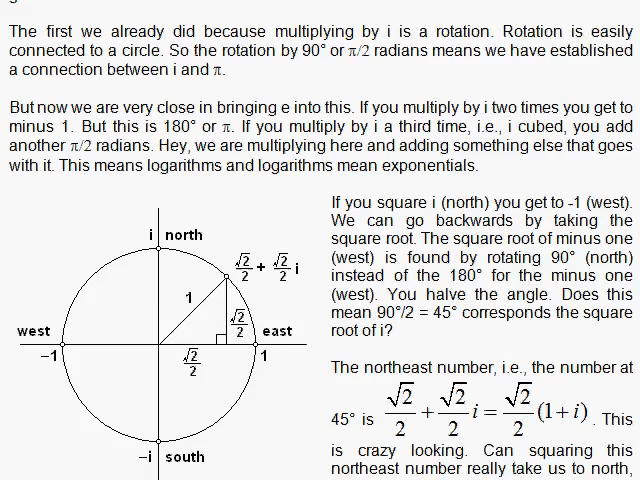 The first we already did because multiplying by i is a rotation. Rotation is easily
connected to a circle. So the rotation by 90° or π/2 radians means we have established
a connection between i and π.
But now we are very close in bringing e into this. If you multiply by i two times you get to
minus 1. But this is 180° or π. If you multiply by i a third time, i.e., i cubed, you add
another π/2 radians. Hey, we are multiplying here and adding something else that goes
with it. This means logarithms and logarithms mean exponentials.
i north
√2/2 + √2/2 i
1
√2/2
west
east
−1
√2/2
1
−i south
If you square i (north) you get to -1 (west).
We can go backwards by taking the
square root. The square root of minus one
(west) is found by rotating 90° (north)
instead of the 180° for the minus one
(west). You halve the angle. Does this
mean 90°/2 = 45° corresponds the square
root of i?
The northeast number, i.e., the number at
45° is √2/2 + √2/2 i = √2/2 (1+i). This
is crazy looking. Can squaring this
northeast number really take us to north,